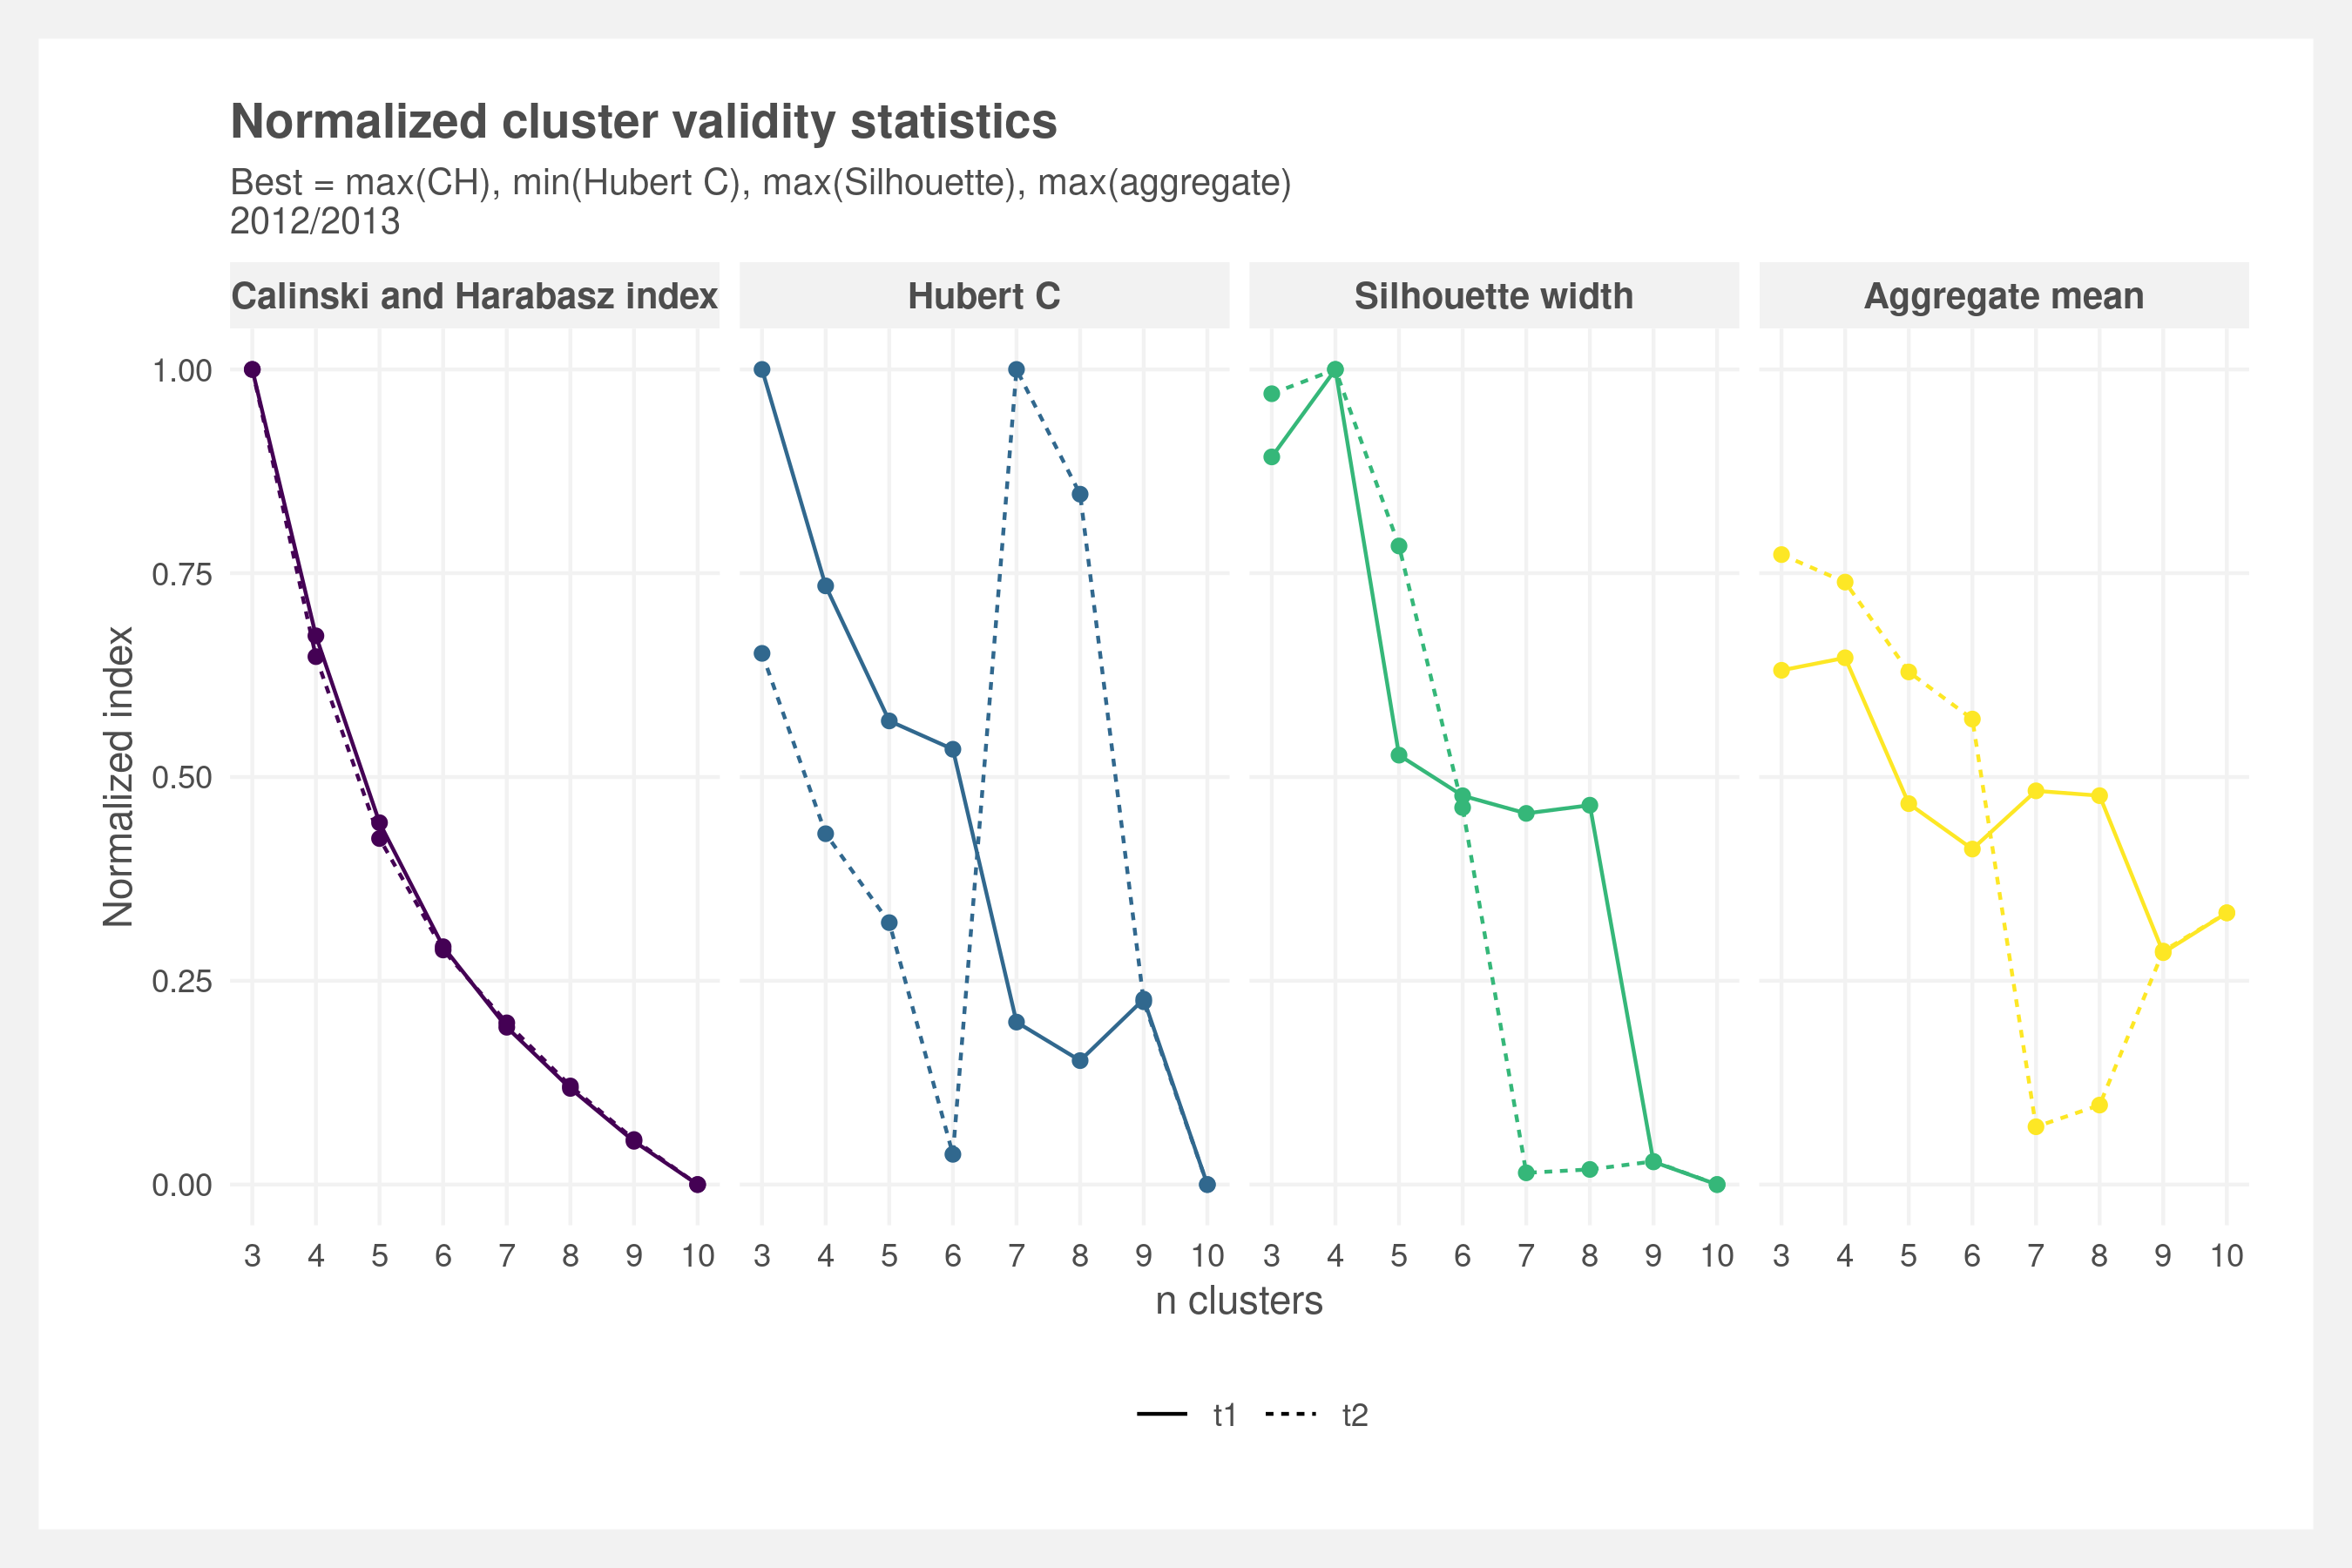 Normalized cluster validity statistics
Best = max(CH), min(Hubert C), max(Silhouette), max(aggregate)
2012/2013
Calinski and Harabasz index
Hubert C
Silhouette width
Aggregate mean
Normalized index
1.00
0.75
0.50
0.25
0.00
3 4 5 6 7 8 9 10
3 4 5 6 7 8 9 10
3 4 5 6 7 8 9 10
3 4 5 6 7 8 9 10
n clusters
t1 t2